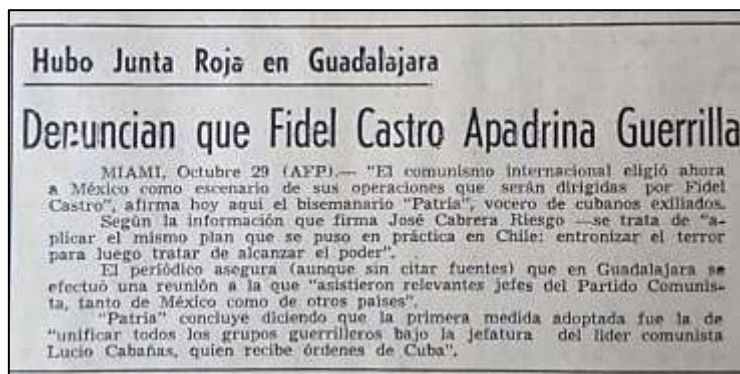 Hubo Junta Roja en Guadalajara
Denuncian que Fidel Castro Apadrina Guerrilla
MIAMI, Octubre 29 (AFP).— "El comunismo internacional eligió ahora
a México como escenario de sus operaciones que serán dirigidas por Fidel
Castro", afirma hoy aquí el bisemanario "Patria", vocero de cubanos exiliados.
Según la información que firma José Cabrera Riesgo —se trata de "a-
plicar el mismo plan que se puso en práctica en Chile: entronizar el terror
para luego tratar de alcanzar el poder".
El periódico asegura (aunque sin citar fuentes) que en Guadalajara se
efectuó una reunión a la que "asistieron relevantes jefes del Partido Comunis-
ta, tanto de México como de otros países".
"Patria" concluye diciendo que la primera medida adoptada fue la de
"unificar todos los grupos guerrilleros bajo la jefatura del líder comunista
Lucio Cabañas, quien recibe órdenes de Cuba".